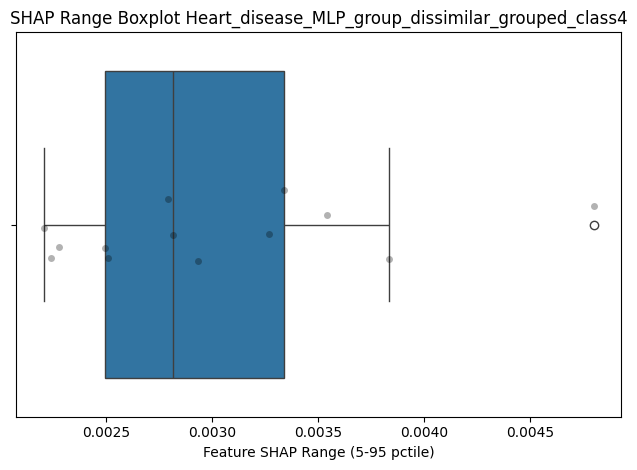 SHAP Range Boxplot Heart_disease_MLP_group_dissimilar_grouped_class4
0.0025 0.0030 0.0035 0.0040 0.0045
Feature SHAP Range (5-95 pctile)